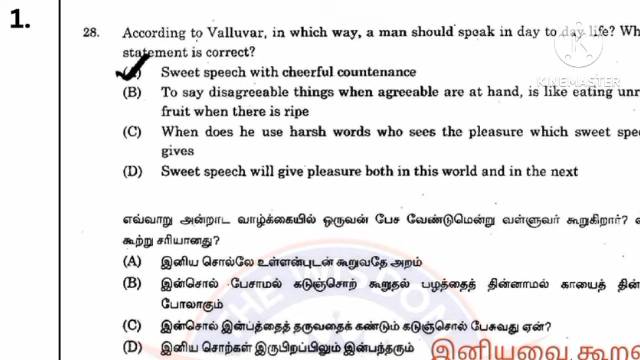 1.
28. According to Valluvar, in which way, a man should speak in day to day life?
statement is correct?
(A) Sweet speech with cheerful countenance
(B) To say disagreeable things when agreeable are at hand, is like eating
fruit when there is ripe
(C) When does he use harsh words who sees the pleasure which sweet
gives
(D) Sweet speech will give pleasure both in this world and in the next
எவ்வாறு அன்றாட வாழ்க்கையில் ஒருவன் பேச வேண்டுமென்று வள்ளுவர் கூறுகிறார்?
கூற்று சரியானது?
(A) இனிய சொல்லே உள்ளன்புடன் கூறுவதே அறம்
(B) இன்சொல் பேசாமல் கடுஞ்சொற் கூறுதல் பழத்தைத் தின்னாமல் காயைத்
போலாகும்
(C) இன்சொல் இன்பத்தைத் தருவதைக் கண்டும் கடுஞ்சொல் பேசுவது ஏன்?
(D) இனிய சொற்கள் இருபிறப்பிலும் இன்பந்தரும்
இனியவை
KINEMASTER
THE WISDOM